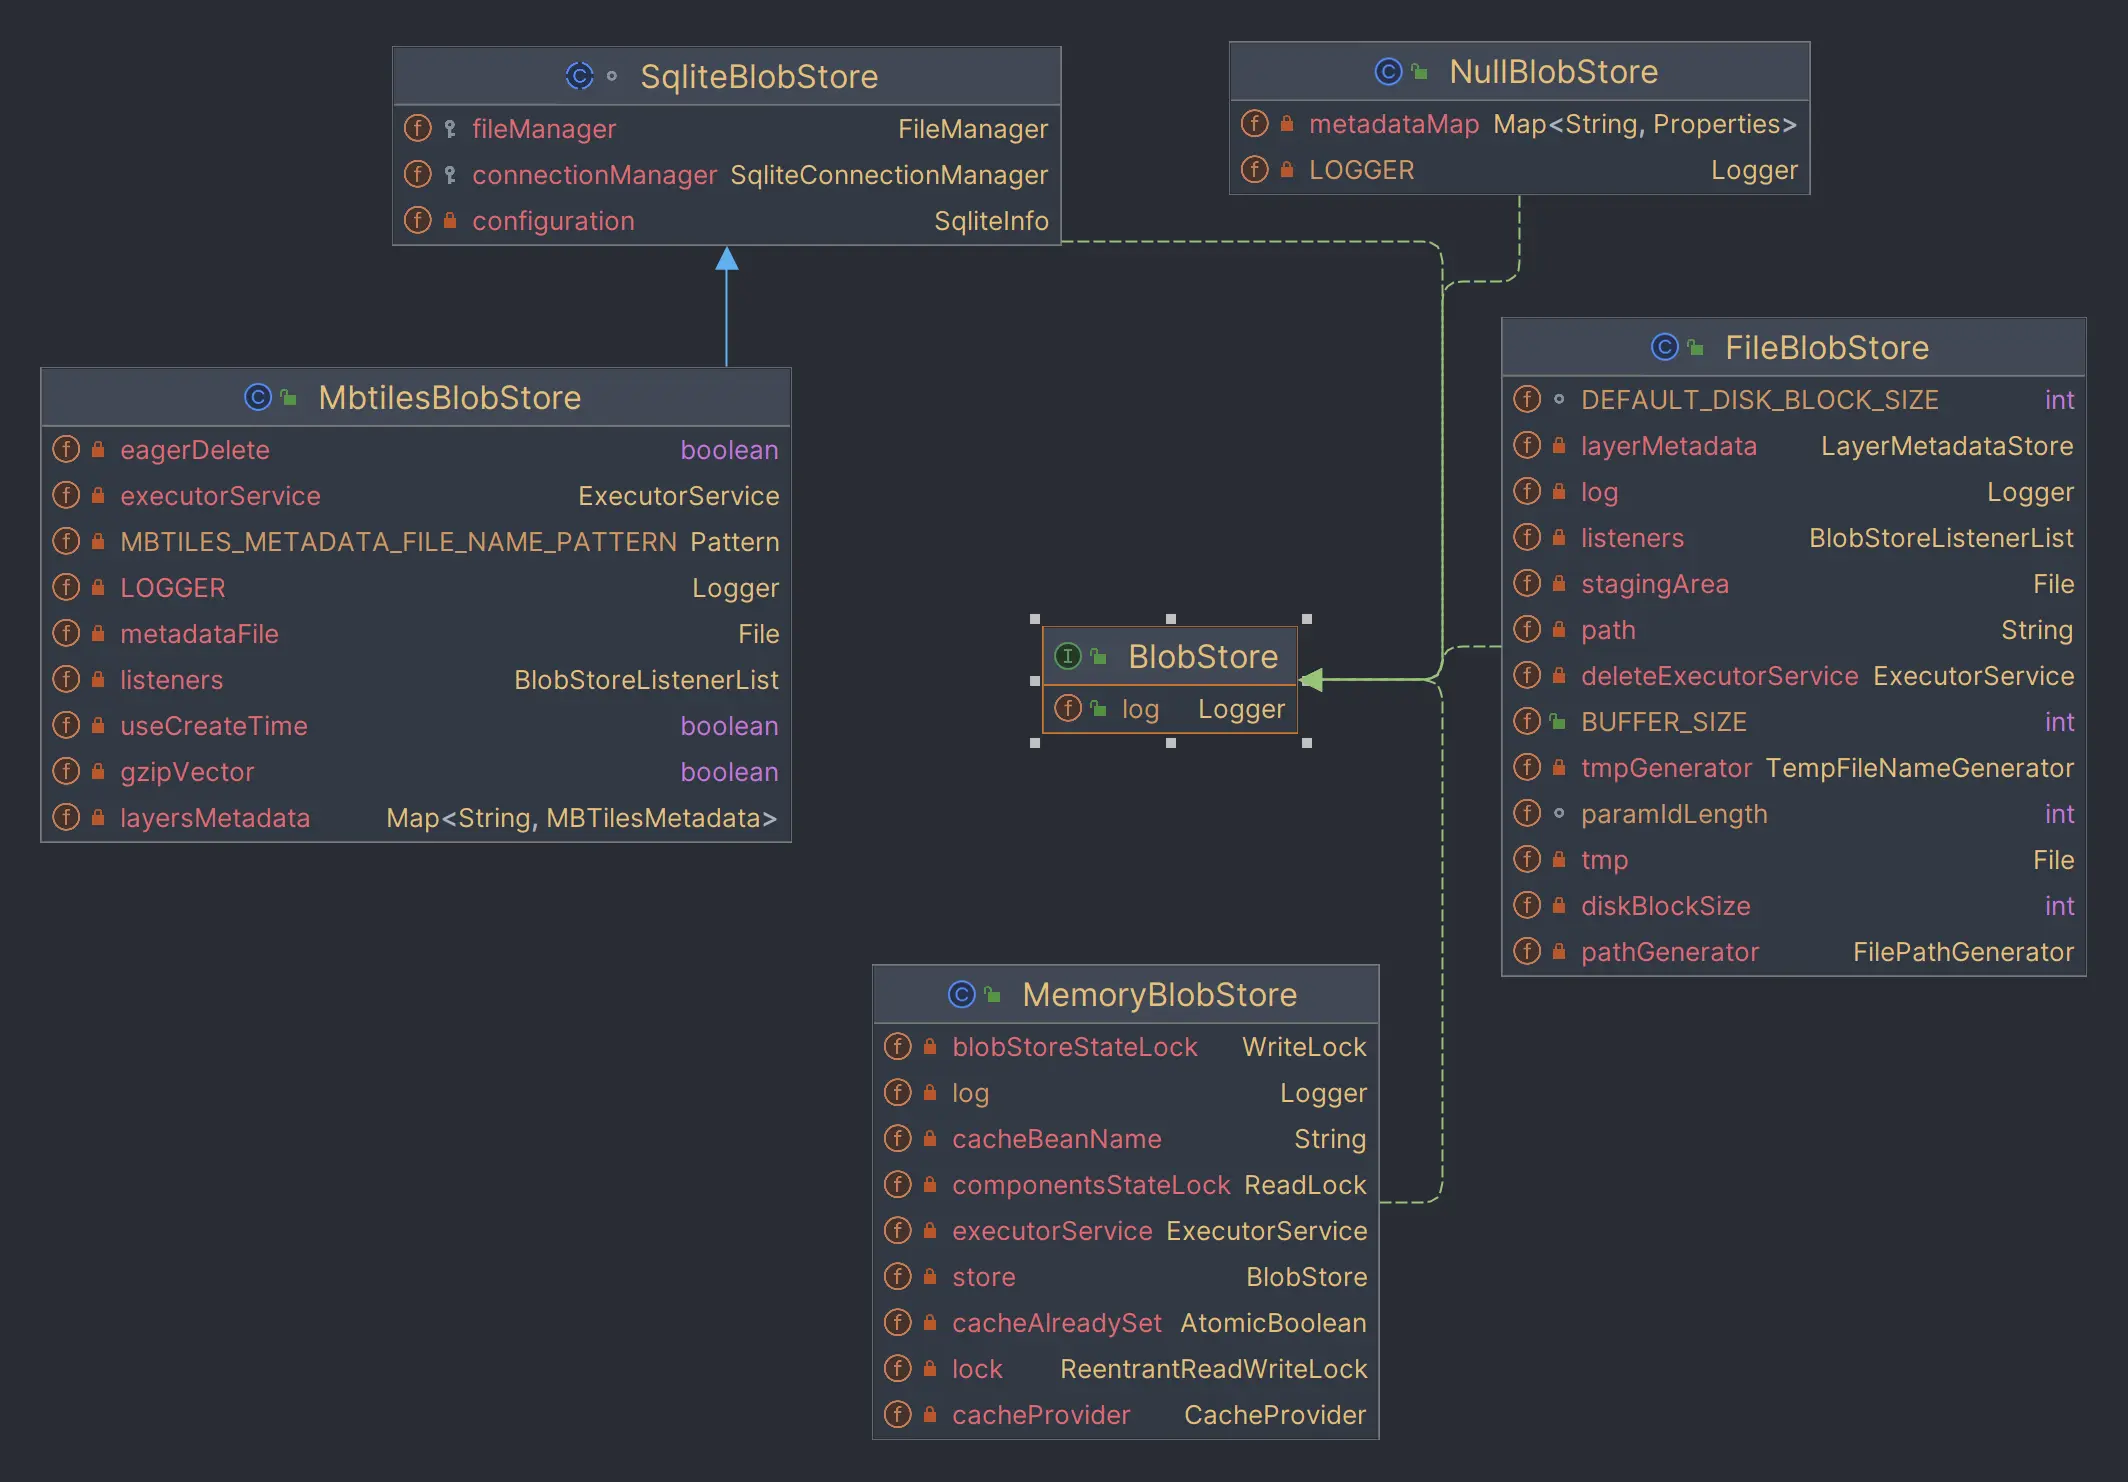 SqliteBlobStore
fileManager FileManager
connectionManager SqliteConnectionManager
configuration SqliteInfo
NullBlobStore
metadataMap Map<String, Properties>
LOGGER Logger
MbtilesBlobStore
eagerDelete boolean
executorService ExecutorService
MBTILES_METADATA_FILE_NAME_PATTERN Pattern
LOGGER Logger
metadataFile File
listeners BlobStoreListenerList
useCreateTime boolean
gzipVector boolean
layersMetadata Map<String, MBTilesMetadata>
FileBlobStore
DEFAULT_DISK_BLOCK_SIZE int
layerMetadata LayerMetadataStore
log Logger
listeners BlobStoreListenerList
stagingArea File
path String
deleteExecutorService ExecutorService
BUFFER_SIZE int
tmpGenerator TempFileNameGenerator
paramIdLength int
tmp File
diskBlockSize int
pathGenerator FilePathGenerator
BlobStore
log Logger
MemoryBlobStore
blobStoreStateLock WriteLock
log Logger
cacheBeanName String
componentsStateLock ReadLock
executorService ExecutorService
store BlobStore
cacheAlreadySet AtomicBoolean
lock ReentrantReadWriteLock
cacheProvider CacheProvider